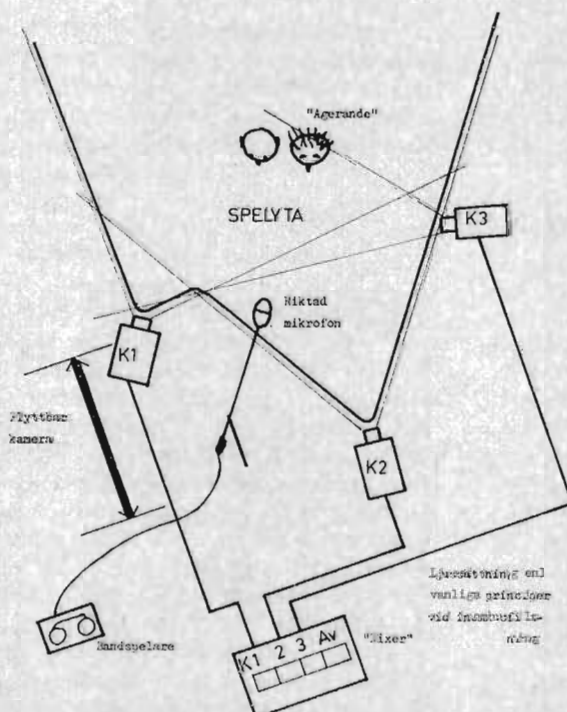 "Agerande"
SPELYTA
K3
Riktad
mikrofon
K1
Flyttbar
kamera
K2
Ljussättning enl
vanliga principer
vid
Bandspelare
"Mixer"
K1 2 3 Av